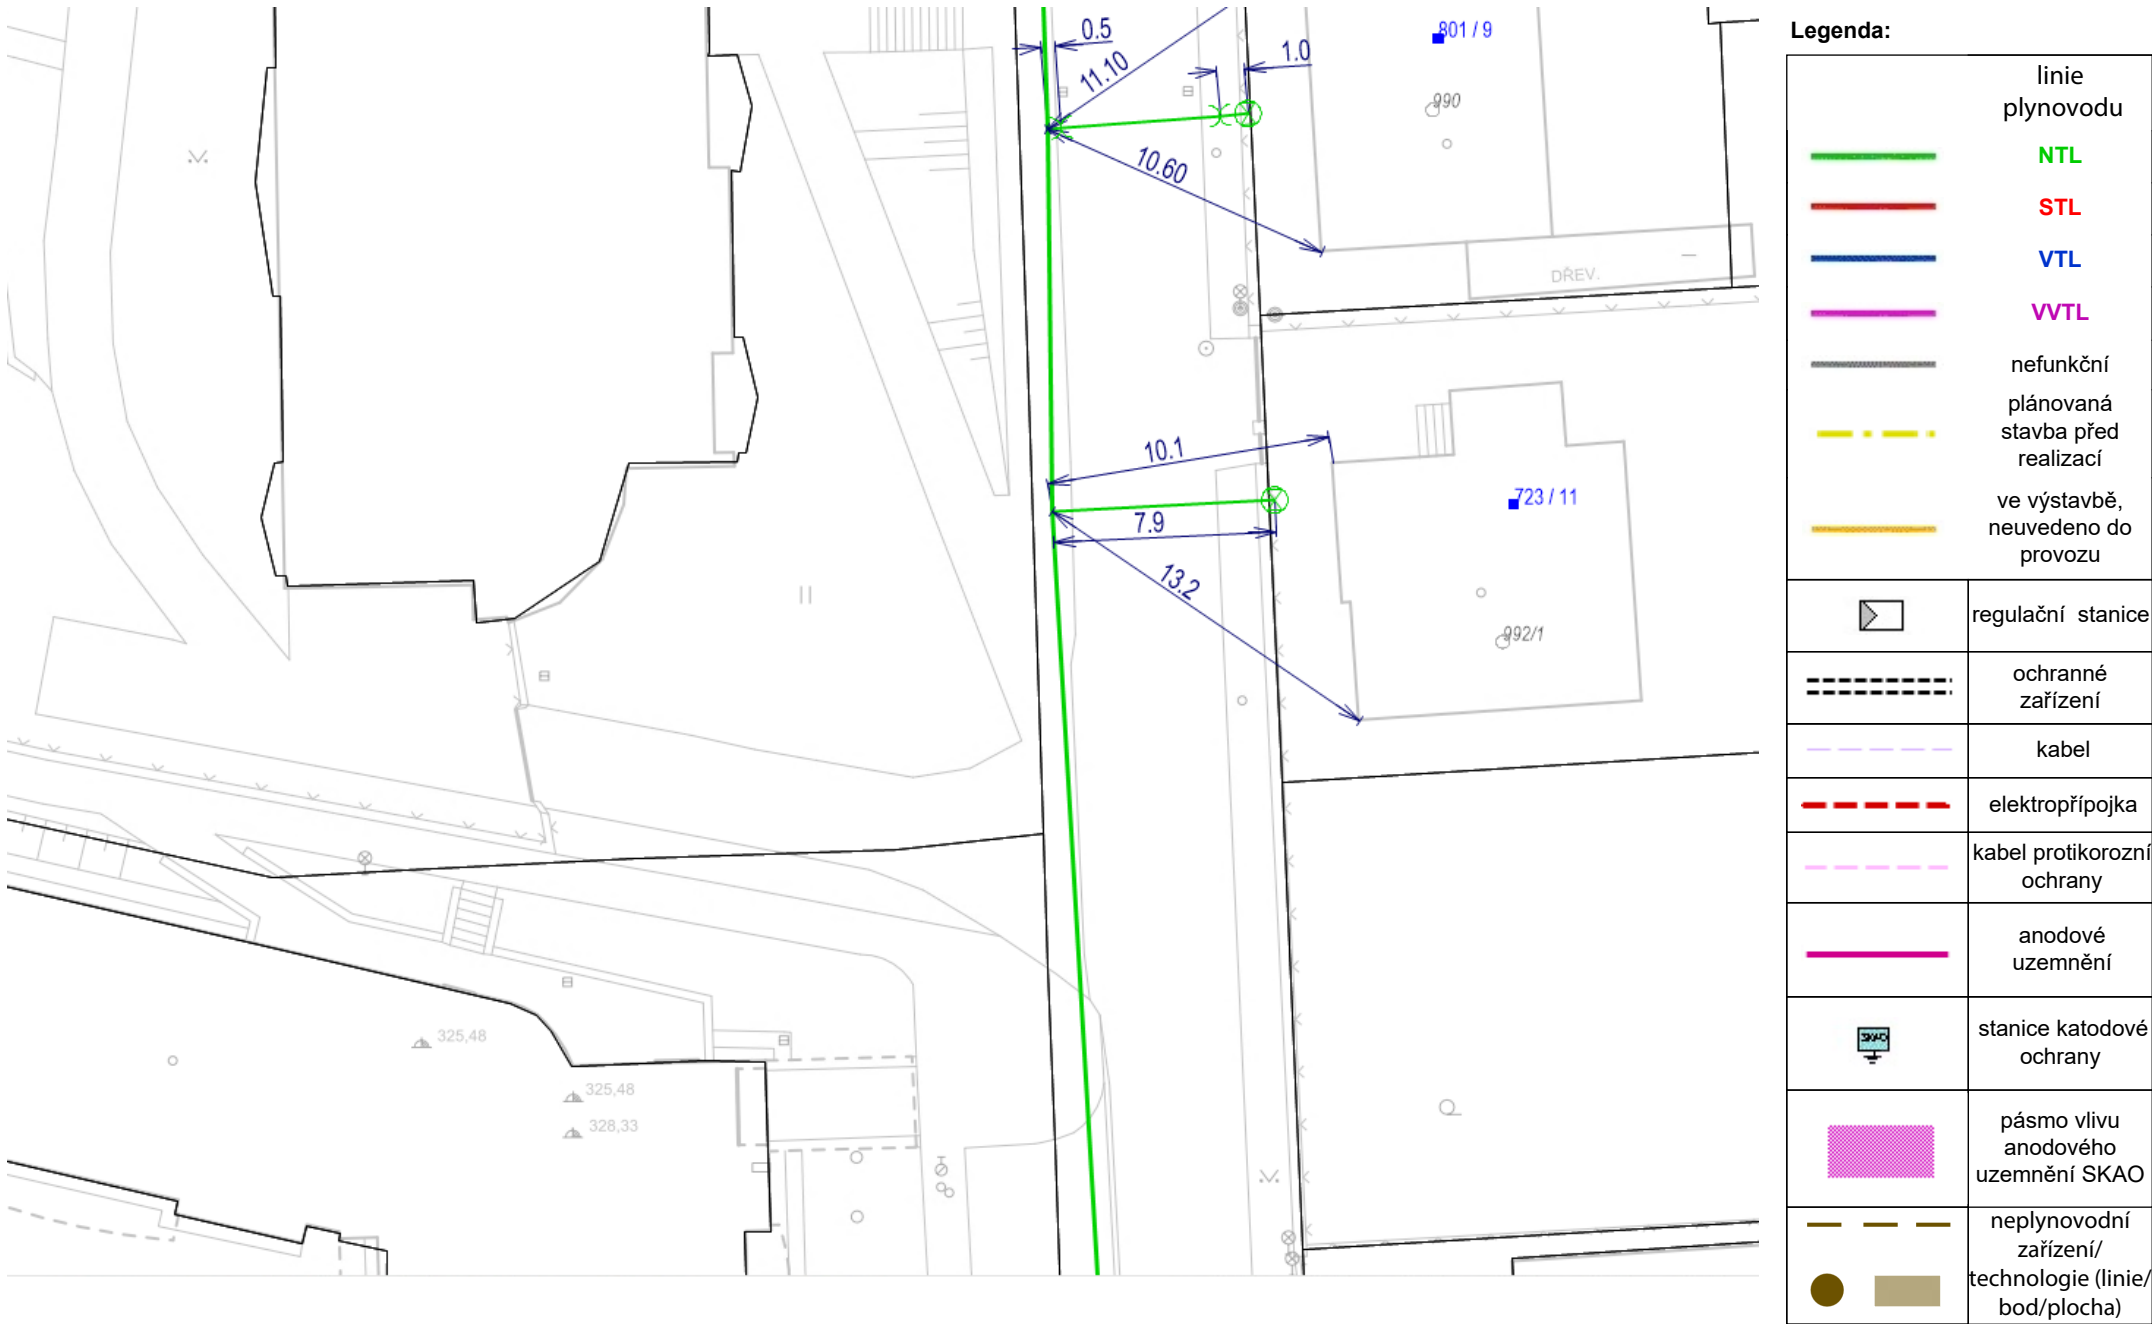 0.5
11.10
1.0
801 / 9
990
10.60
DŘEV.
10.1
7.9
723 / 11
13.2
992/1
325,48
325,48
328,33
Legenda:
linie
plynovodu
NTL
STL
VTL
VVTL
nefunkční
plánovaná
stavba před
realizací
ve výstavbě,
neuvedeno do
provozu
regulační stanice
ochranné
zařízení
kabel
elektropřípojka
kabel protikorozní
ochrany
anodové
uzemnění
SKAO
stanice katodové
ochrany
pásmo vlivu
anodového
uzemnění SKAO
neplynovodní
zařízení/
technologie (linie/
bod/plocha)